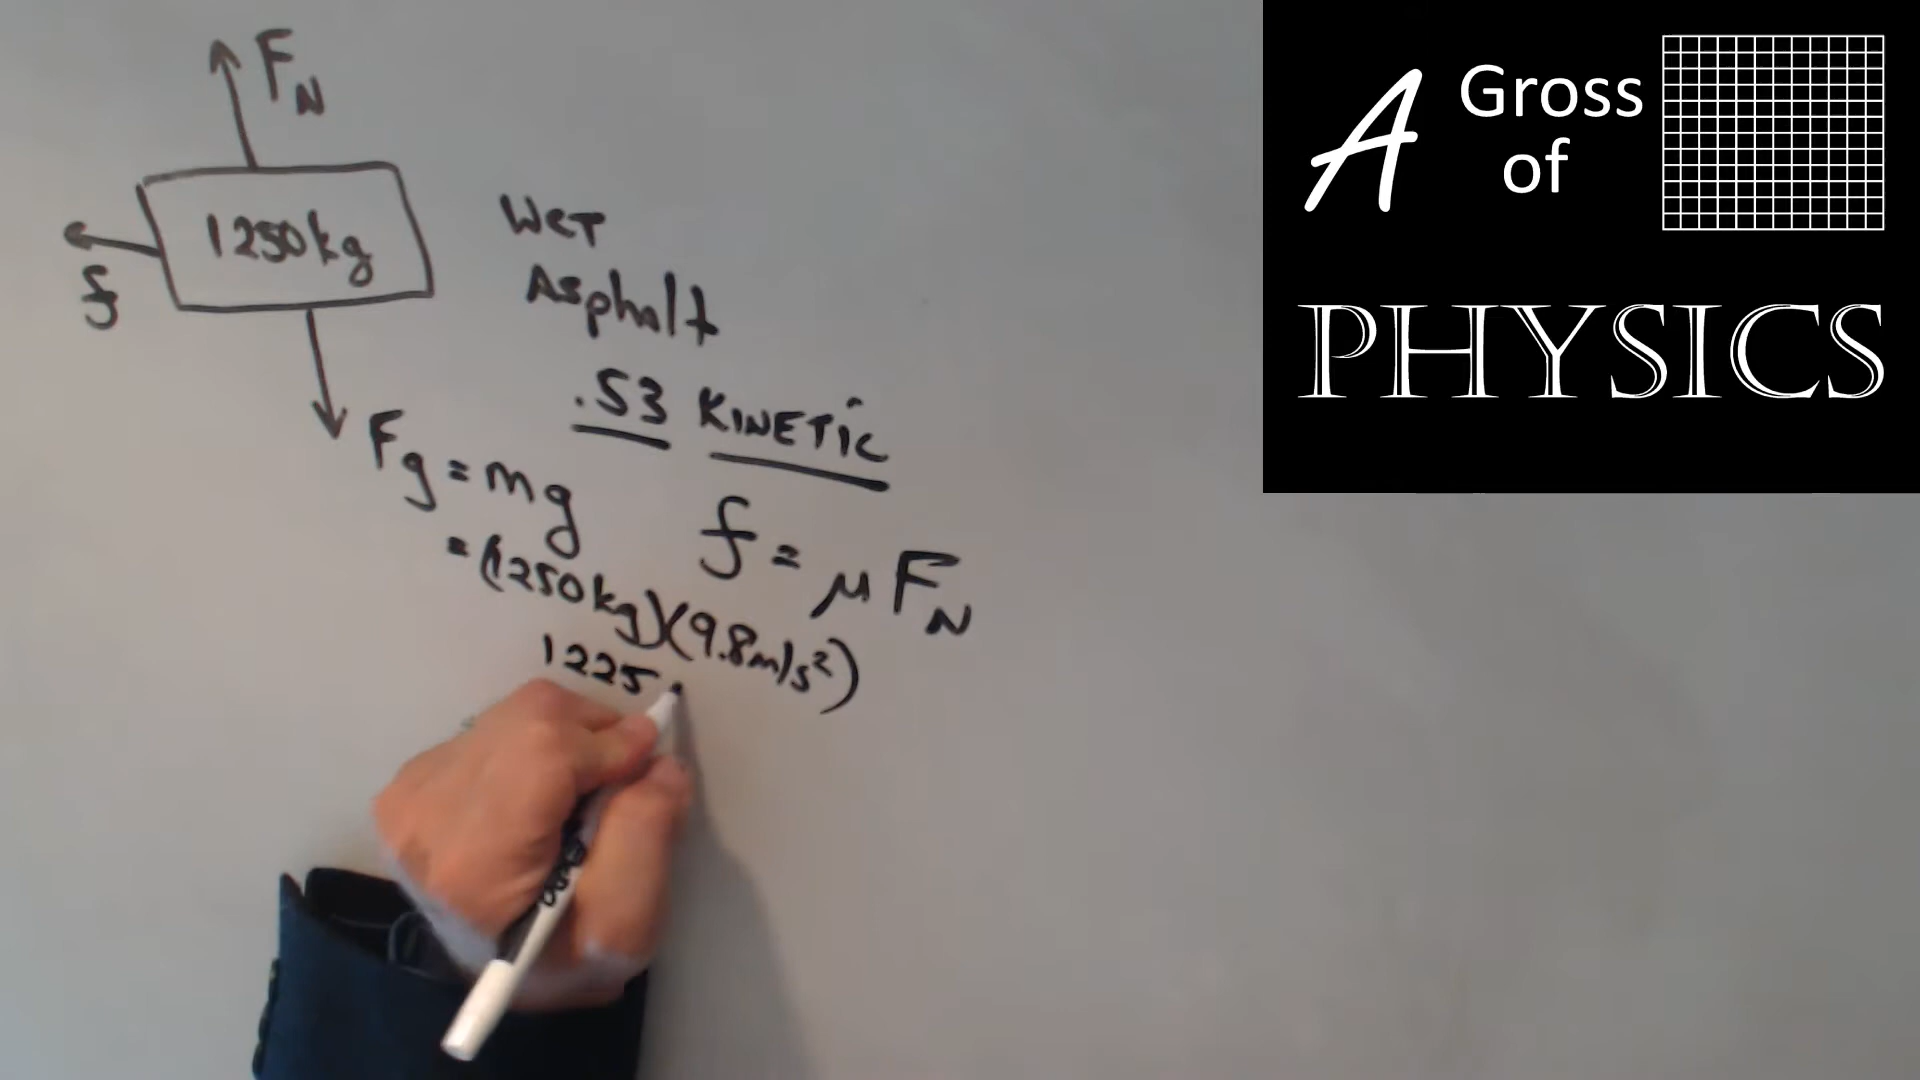 F_N
1250kg
f
Wet
Asphalt
.53 Kinetic
Fg = mg
= (1250kg)(9.8m/s²)
1225
f = μF_N
A Gross
of
PHYSICS